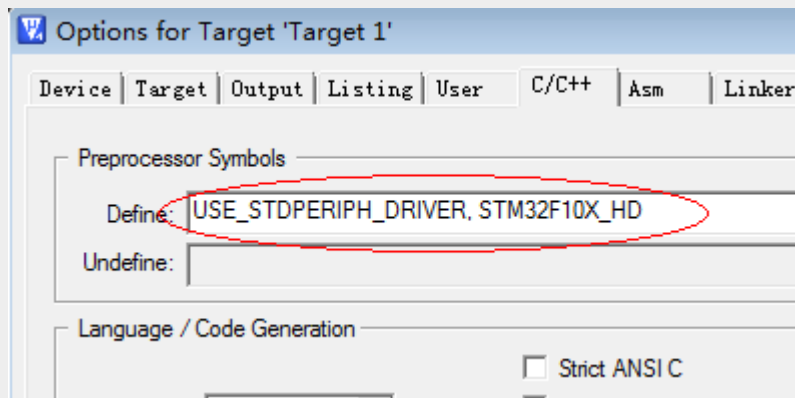 Options for Target 'Target 1'
Device Target Output Listing User C/C++ Asm Linker
Preprocessor Symbols
Define: USE_STDPERIPH_DRIVER, STM32F10X_HD
Undefine:
Language / Code Generation
Strict ANSI C